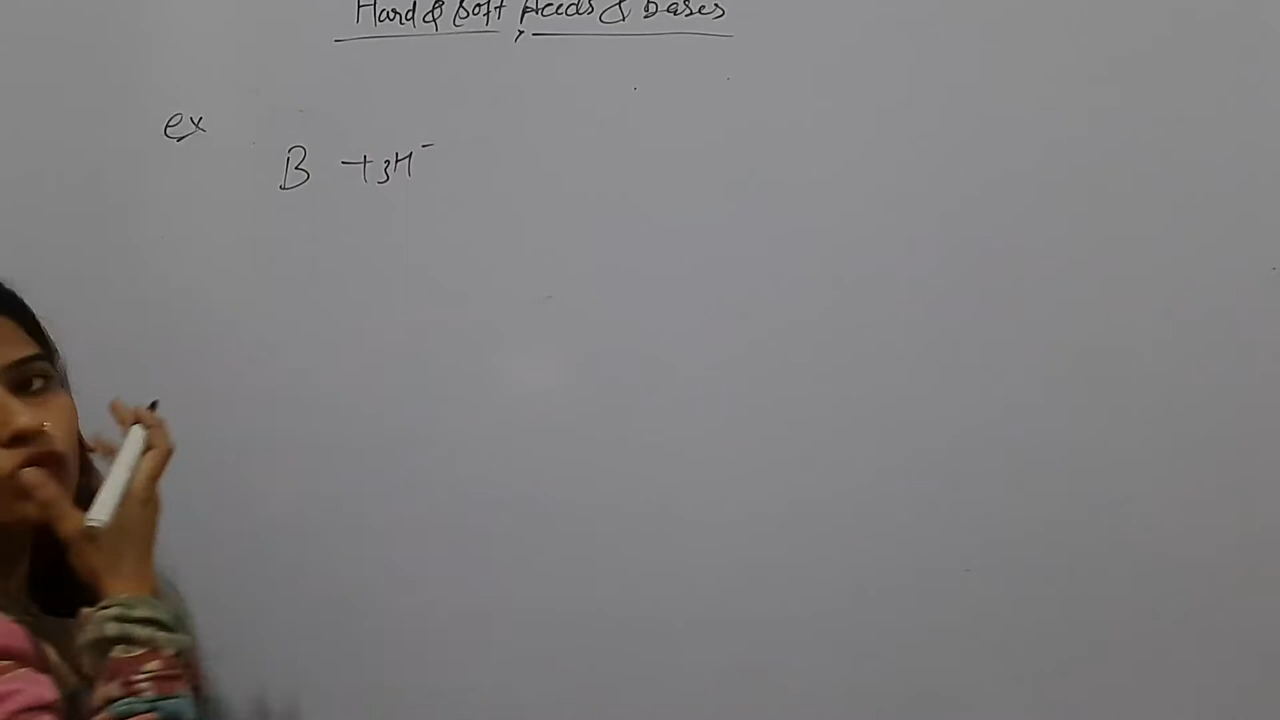 Hard & Soft Acids & Bases
ex
B + 3H⁻